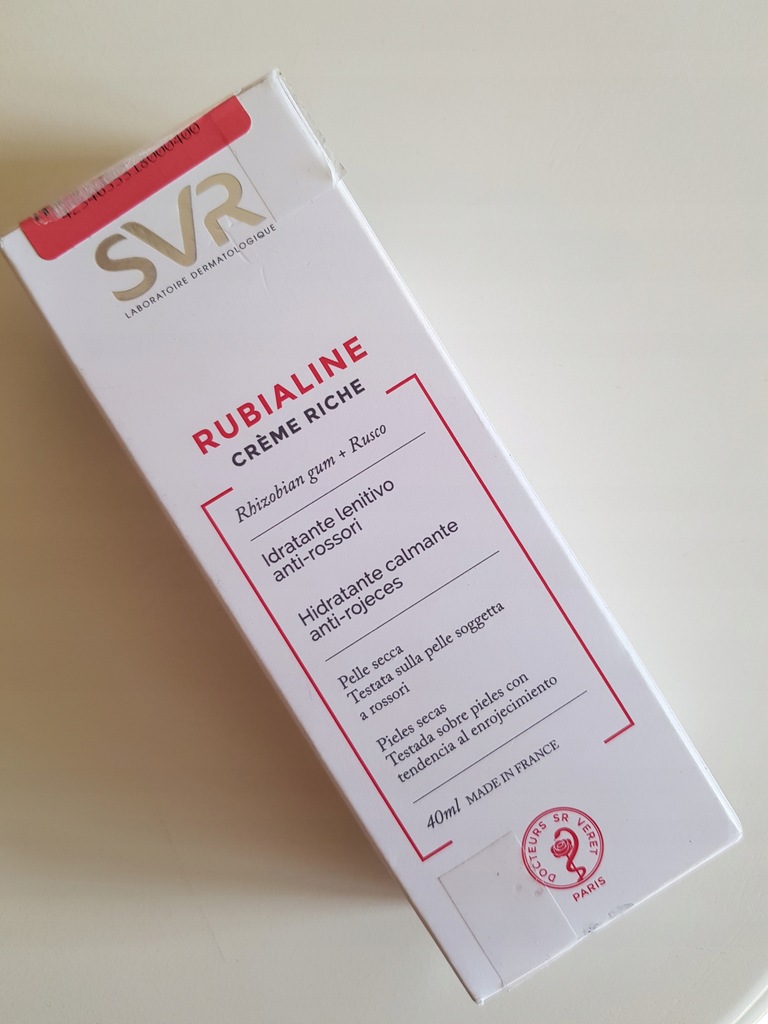 SVR
LABORATOIRE DERMATOLOGIQUE
RUBIALINE
CRÈME RICHE
Rhizobian gum + Rusco
Idratante lenitivo
anti-rossori
Hidratante calmante
anti-rojeces
Pelle secca
Testata sulla pelle soggetta
a rossori
Pieles secas
Testada sobre pieles con
tendencia al enrojecimiento
40ml MADE IN FRANCE
DOCTEURS SR VERET
PARIS